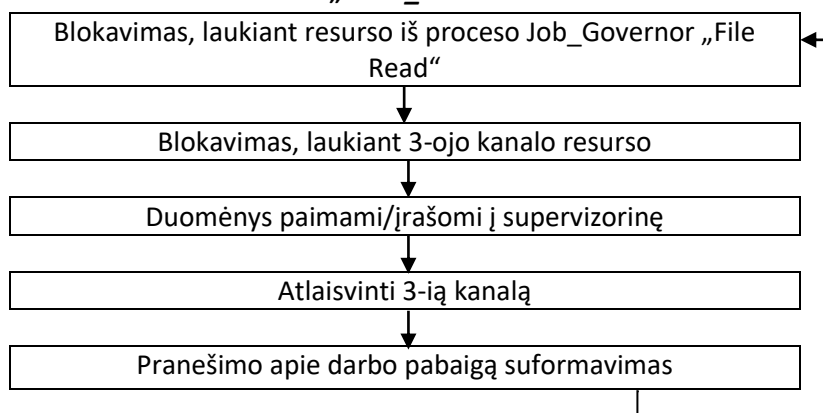 Blokavimas, laukiant resurso iš proceso Job_Governor „File
Read“
Blokavimas, laukiant 3-ojo kanalo resurso
Duomėnys paimami/įrašomi į supervizorinę
Atlaisvinti 3-ią kanalą
Pranešimo apie darbo pabaigą suformavimas